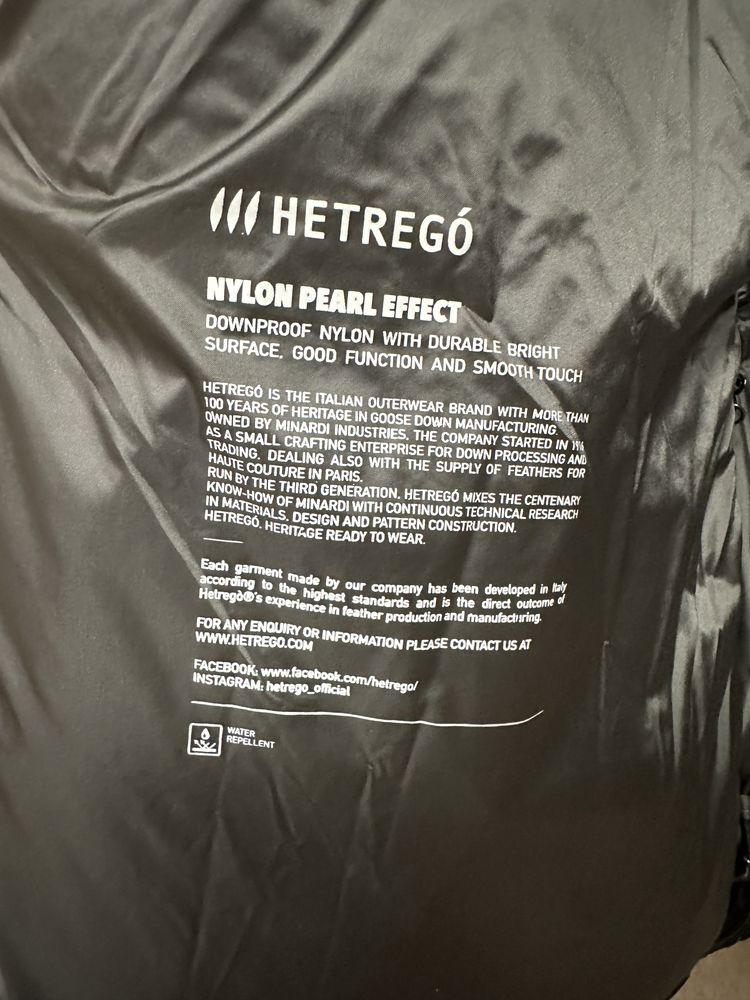 HETREGÓ
NYLON PEARL EFFECT
DOWNPROOF NYLON WITH DURABLE BRIGHT
SURFACE. GOOD FUNCTION AND SMOOTH TOUCH
HETREGÓ IS THE ITALIAN OUTERWEAR BRAND WITH MORE THAN
100 YEARS OF HERITAGE IN GOOSE DOWN MANUFACTURING.
OWNED BY MINARDI INDUSTRIES. THE COMPANY STARTED IN
AS A SMALL CRAFTING ENTERPRISE FOR DOWN PROCESSING AND
TRADING. DEALING ALSO WITH THE SUPPLY OF FEATHERS FOR
HAUTE COUTURE IN PARIS.
RUN BY THE THIRD GENERATION. HETREGÓ MIXES THE CENTENARY
KNOW-HOW OF MINARDI WITH CONTINUOUS TECHNICAL RESEARCH
IN MATERIALS. DESIGN AND PATTERN CONSTRUCTION.
HETREGÓ. HERITAGE READY TO WEAR.
Each garment made by our company has been developed in Italy
according to the highest standards and is the direct outcome of
Hetregò®'s experience in feather production and manufacturing.
FOR ANY ENQUIRY OR INFORMATION PLEASE CONTACT US AT
WWW.HETREGO.COM
FACEBOOK: www.facebook.com/hetrego/
INSTAGRAM: hetrego_official
WATER
REPELLENT